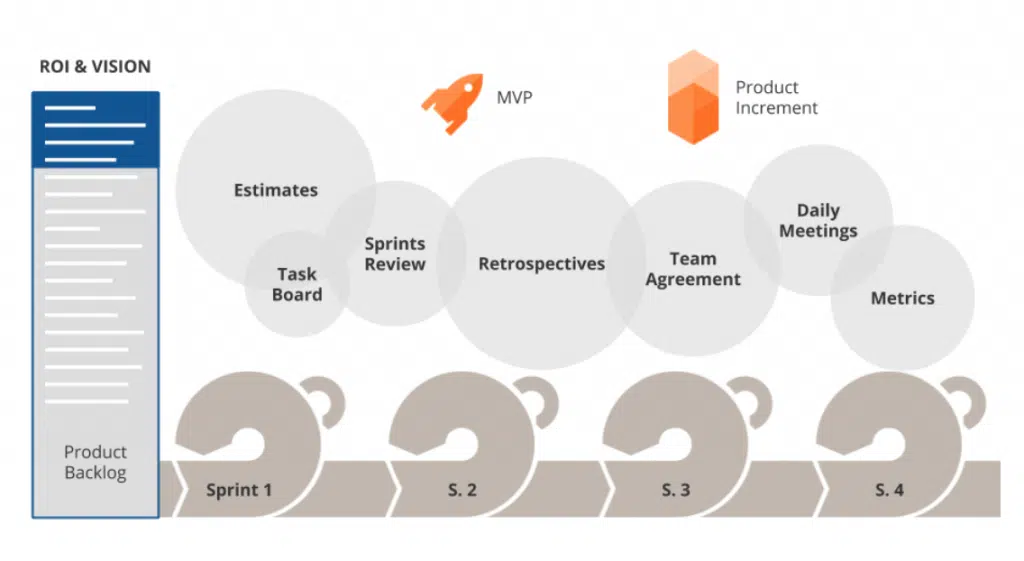 ROI & VISION
MVP
Product
Increment
Estimates
Task
Board
Sprints
Review
Retrospectives
Team
Agreement
Daily
Meetings
Metrics
Product
Backlog
Sprint 1
S. 2
S. 3
S. 4